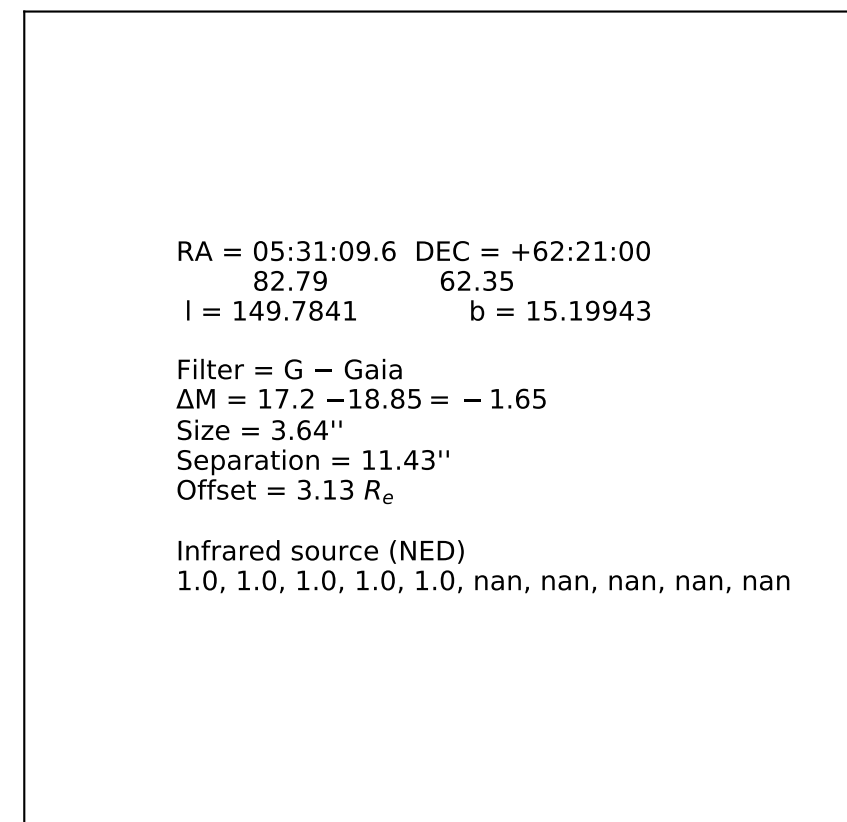 RA = 05:31:09.6 DEC = +62:21:00
82.79 62.35
l = 149.7841 b = 15.19943
Filter = G − Gaia
ΔM = 17.2 −18.85 = − 1.65
Size = 3.64''
Separation = 11.43''
Offset = 3.13 Re
Infrared source (NED)
1.0, 1.0, 1.0, 1.0, 1.0, nan, nan, nan, nan, nan